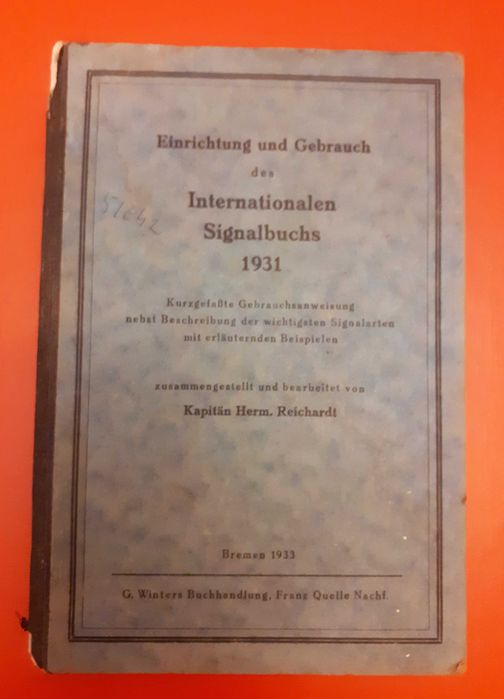 Einrichtung und Gebrauch
des
Internationalen
Signalbuchs
1931
Kurzgefaßte Gebrauchsanweisung
nebst Beschreibung der wichtigsten Signalarten
mit erläuternden Beispielen
zusammengestellt und bearbeitet von
Kapitän Herm. Reichardt
Bremen 1933
G. Winters Buchhandlung, Franz Quelle Nachf.